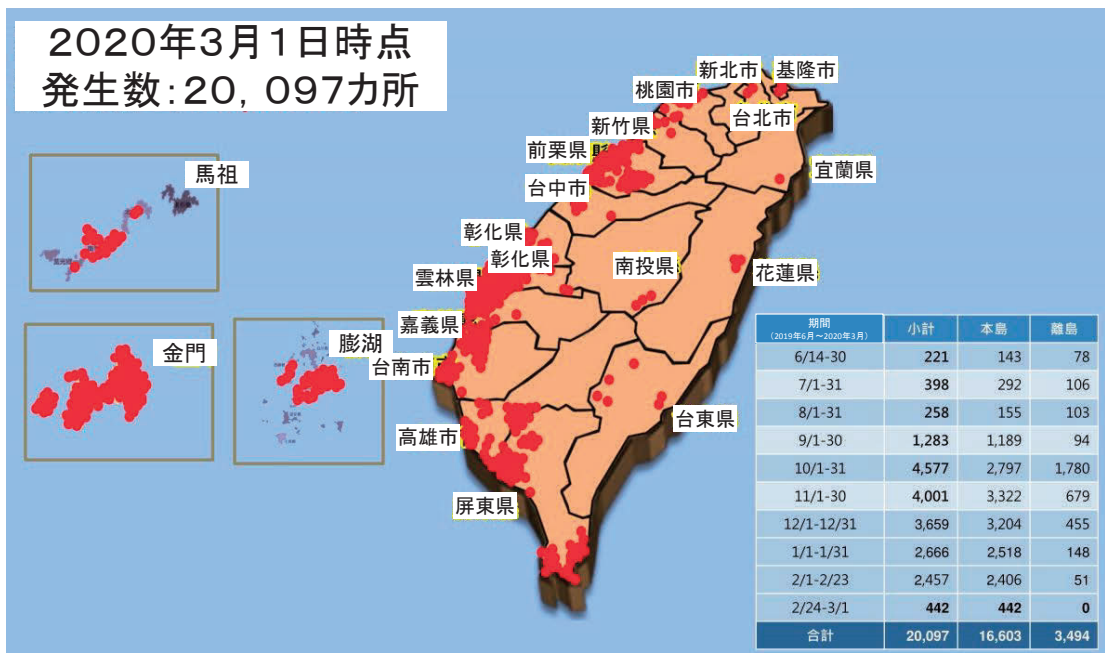 2020年3月1日時点
発生数:20,097カ所
馬祖
金門
膨湖
新北市
基隆市
桃園市
台北市
新竹県
前栗県
宜蘭県
台中市
彰化県
彰化県
南投県
花蓮県
雲林県
嘉義県
台南市
台東県
高雄市
屏東県
期間 (2019年6月~2020年3月) 小計 本島 離島
6/14-30 221 143 78
7/1-31 398 292 106
8/1-31 258 155 103
9/1-30 1,283 1,189 94
10/1-31 4,577 2,797 1,780
11/1-30 4,001 3,322 679
12/1-12/31 3,659 3,204 455
1/1-1/31 2,666 2,518 148
2/1-2/23 2,457 2,406 51
2/24-3/1 442 442 0
合計 20,097 16,603 3,494